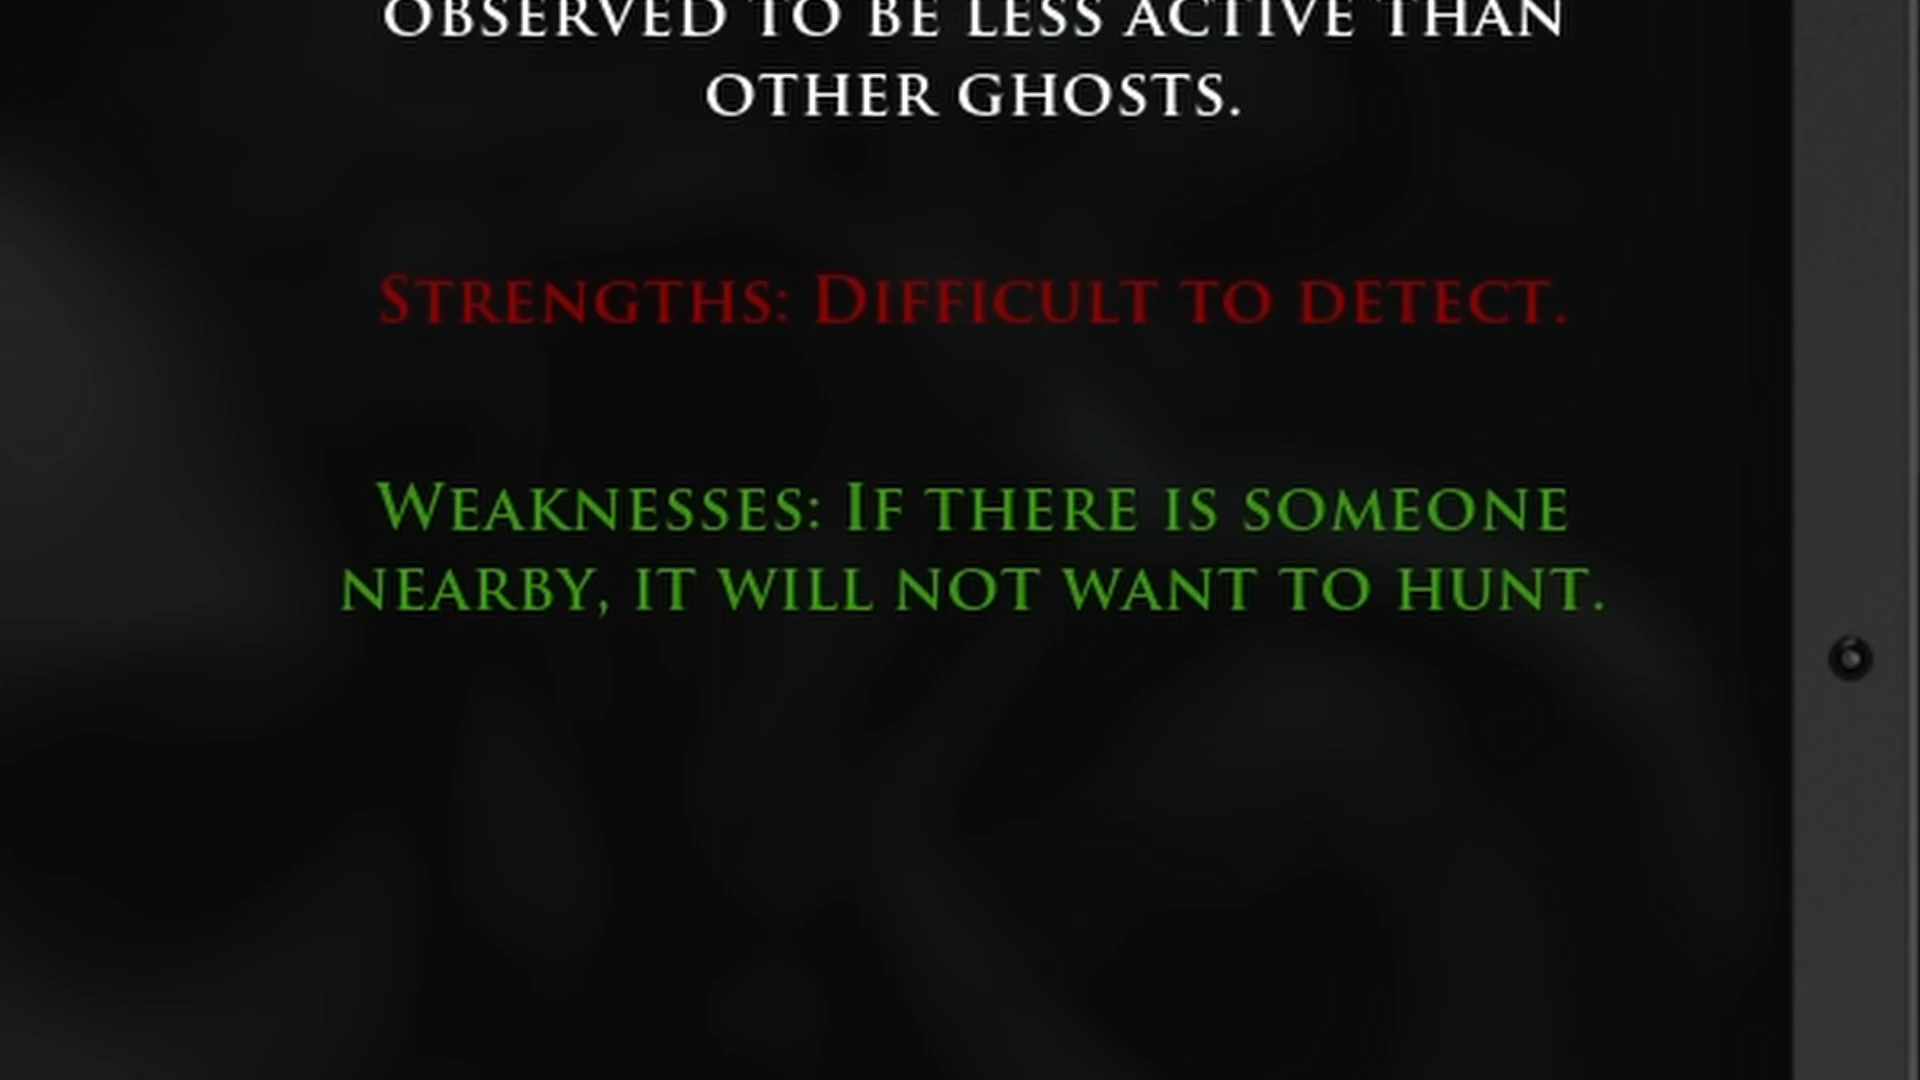 OBSERVED TO BE LESS ACTIVE THAN
OTHER GHOSTS.
STRENGTHS: DIFFICULT TO DETECT.
WEAKNESSES: IF THERE IS SOMEONE
NEARBY, IT WILL NOT WANT TO HUNT.